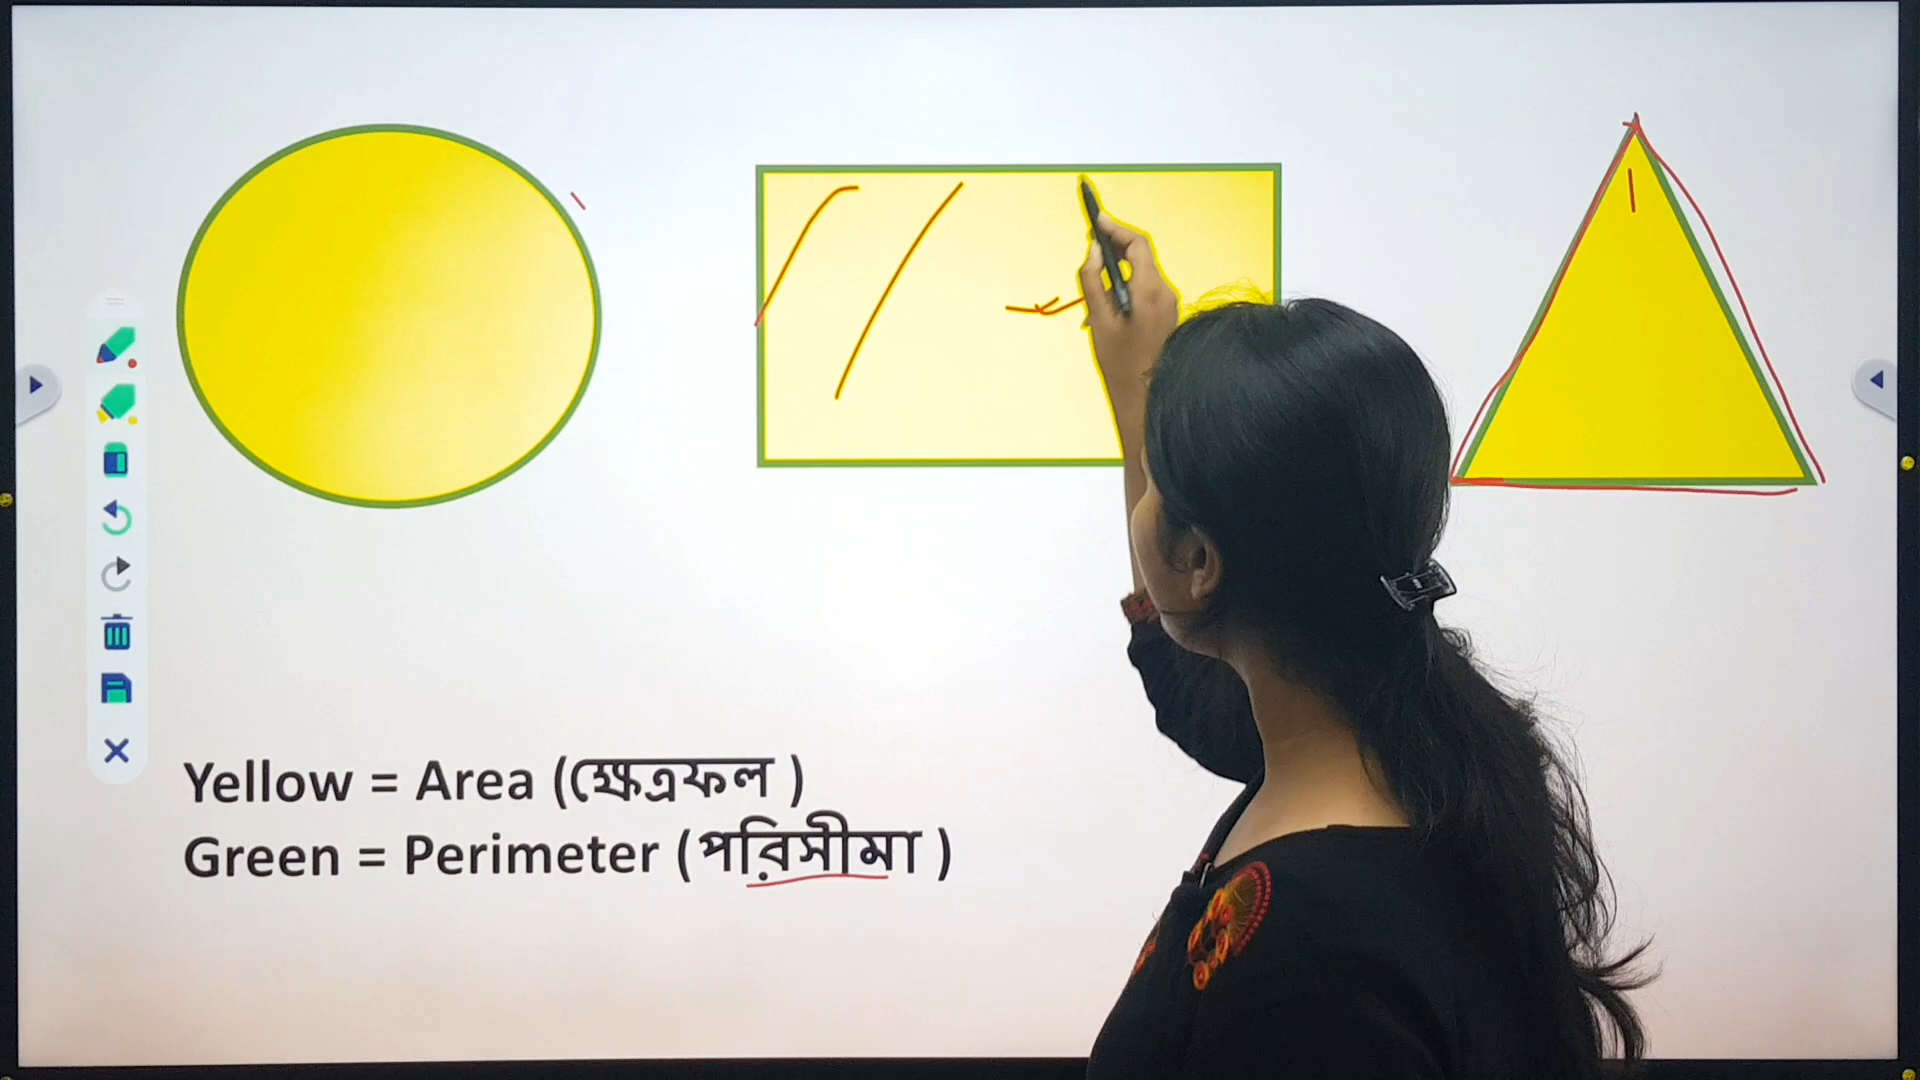 Yellow = Area (ক্ষেত্রফল )
Green = Perimeter (পরিসীমা )